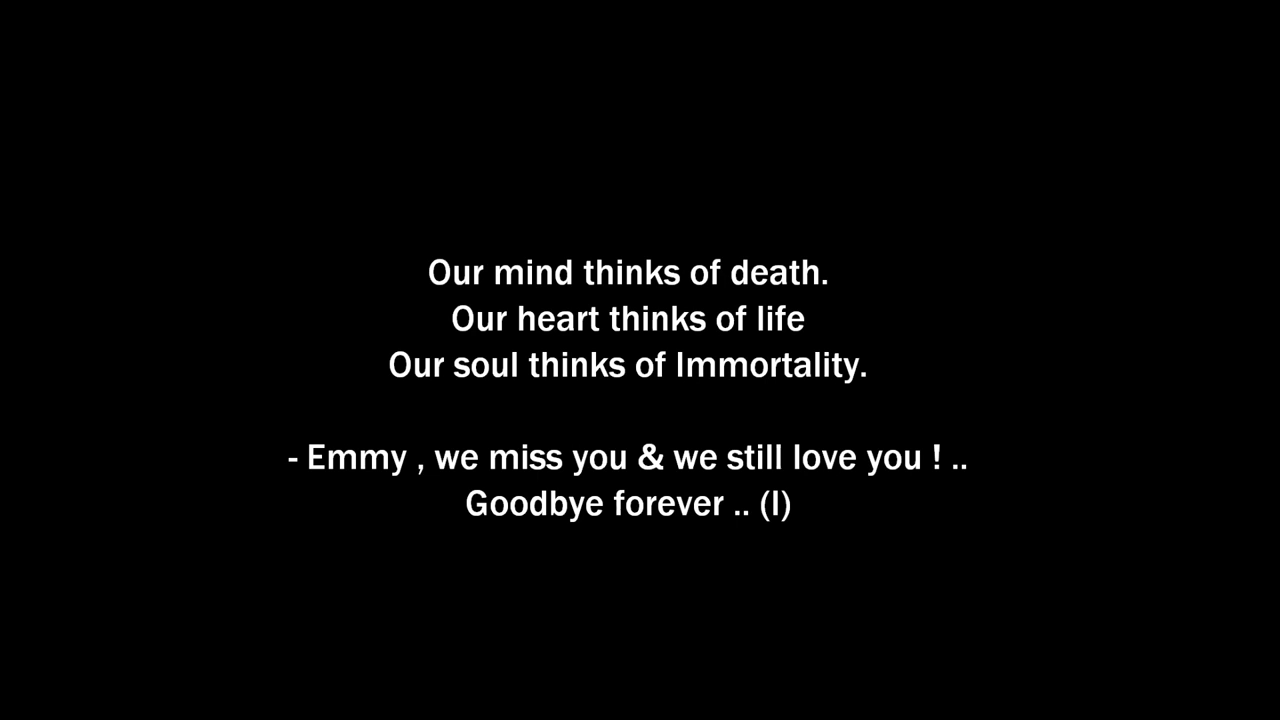 Our mind thinks of death.
Our heart thinks of life
Our soul thinks of Immortality.
- Emmy , we miss you & we still love you ! ..
Goodbye forever .. (I)